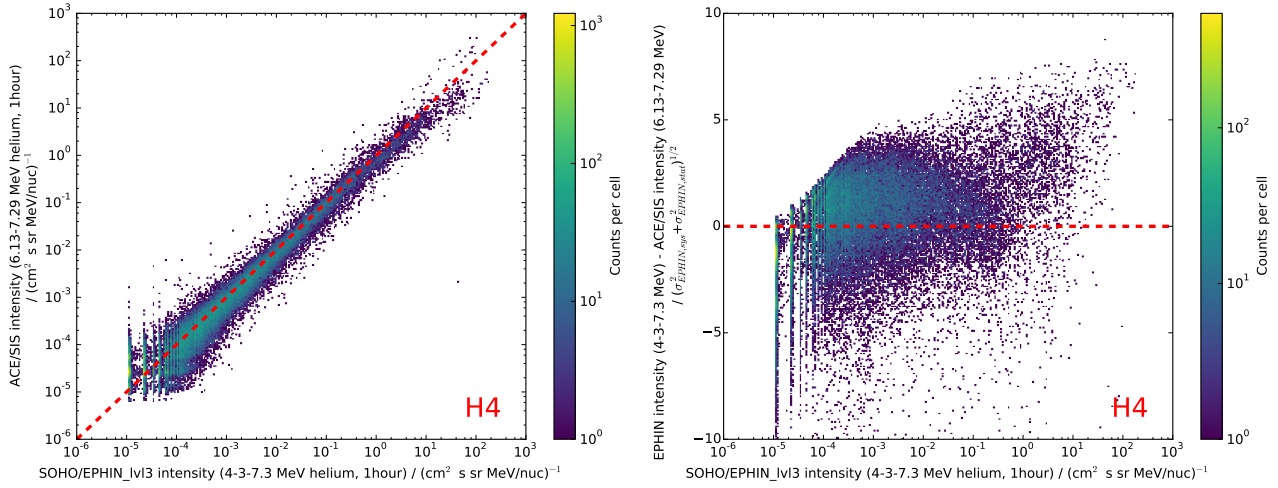 ACE/SIS intensity (6.13-7.29 MeV helium, 1hour)
/ (cm² s sr MeV/nuc)⁻¹
10³
10²
10¹
10⁰
10⁻¹
10⁻²
10⁻³
10⁻⁴
10⁻⁵
10⁻⁶
H4
10⁻⁶ 10⁻⁵ 10⁻⁴ 10⁻³ 10⁻² 10⁻¹ 10⁰ 10¹ 10² 10³
SOHO/EPHIN_lvl3 intensity (4-3-7.3 MeV helium, 1hour) / (cm² s sr MeV/nuc)⁻¹
10³
10²
10¹
10⁰
Counts per cell
EPHIN intensity (4-3-7.3 MeV) - ACE/SIS intensity (6.13-7.29 MeV)
/ (σ²_EPHIN,sys+σ²_EPHIN,stat)^1/2
10
5
0
−5
−10
H4
10⁻⁶ 10⁻⁵ 10⁻⁴ 10⁻³ 10⁻² 10⁻¹ 10⁰ 10¹ 10² 10³
SOHO/EPHIN_lvl3 intensity (4-3-7.3 MeV helium, 1hour) / (cm² s sr MeV/nuc)⁻¹
10²
10¹
10⁰
Counts per cell